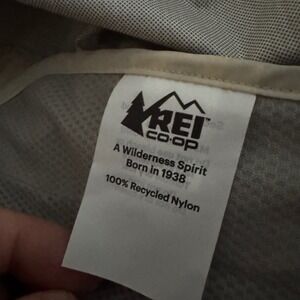 REI
CO·OP
A Wilderness Spirit
Born in 1938
100% Recycled Nylon